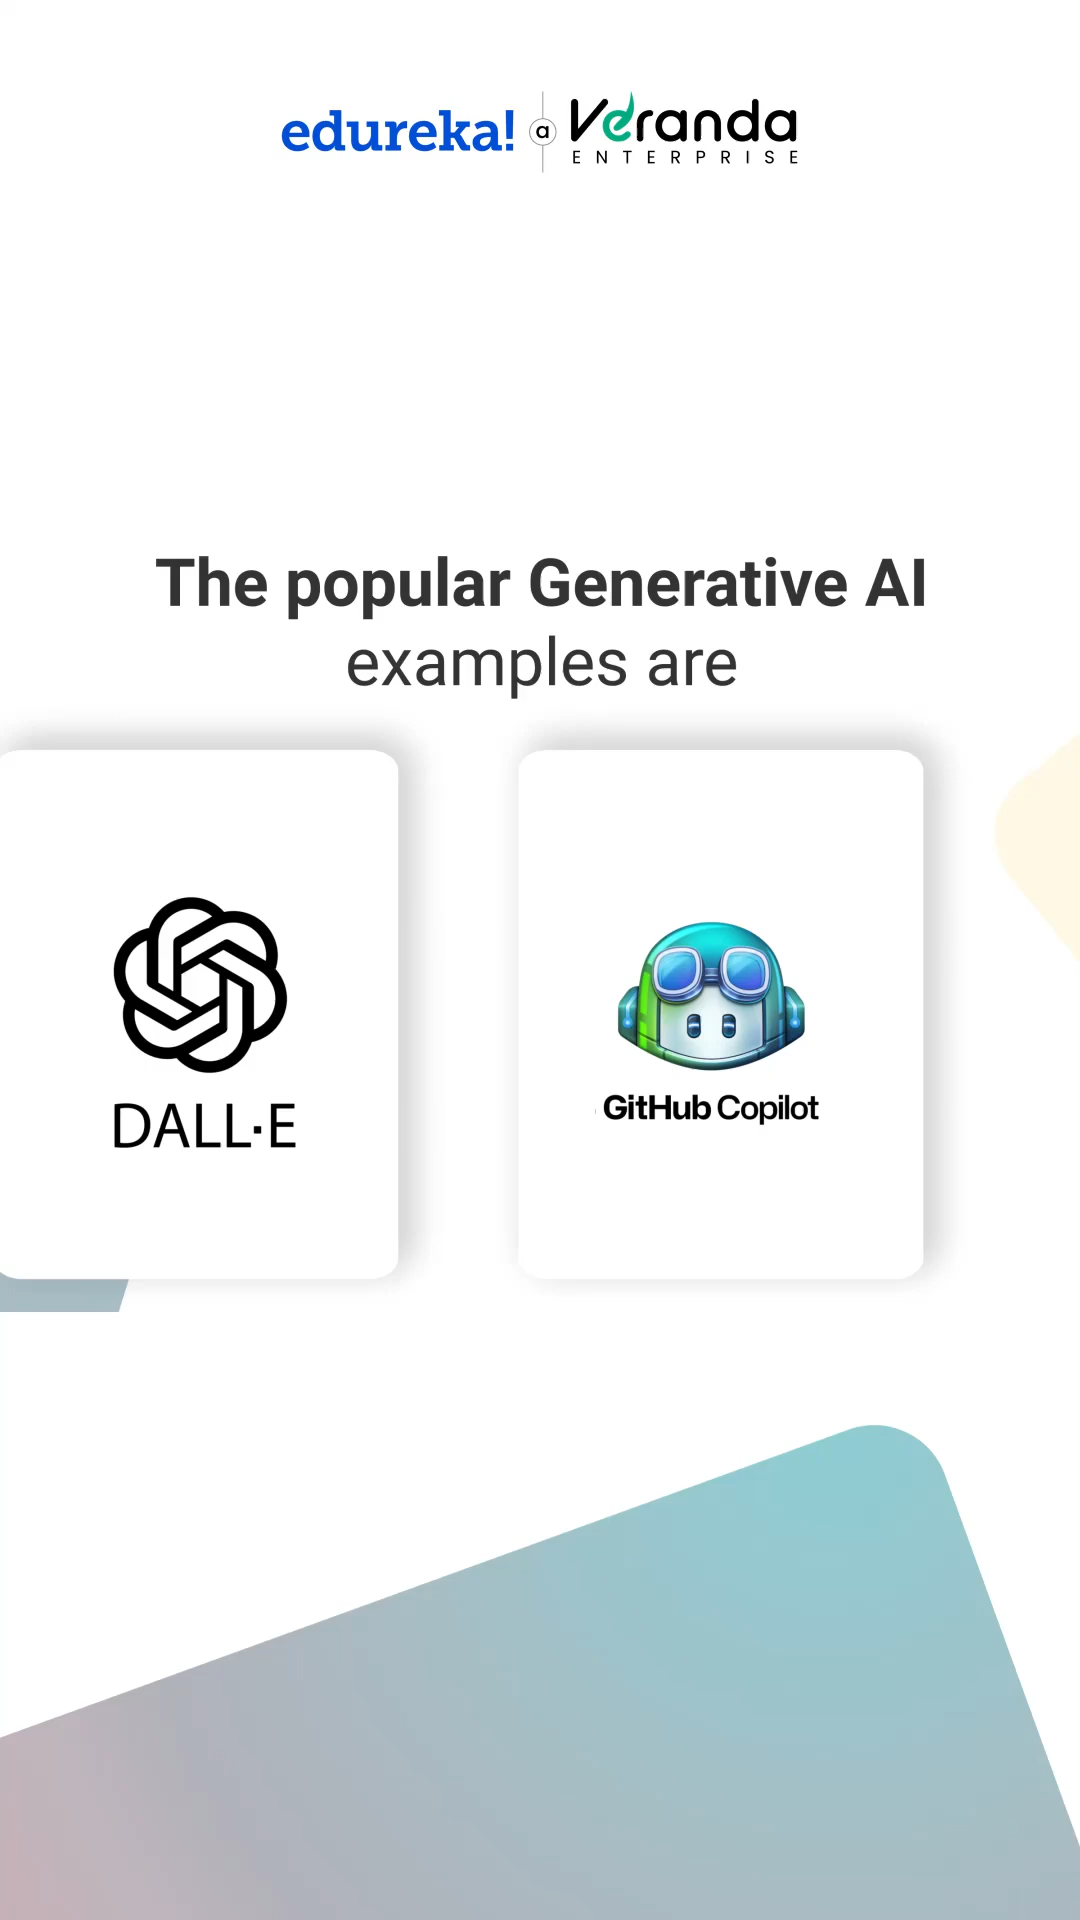 edureka! a Veranda
ENTERPRISE
The popular Generative AI
examples are
DALL·E
GitHub Copilot